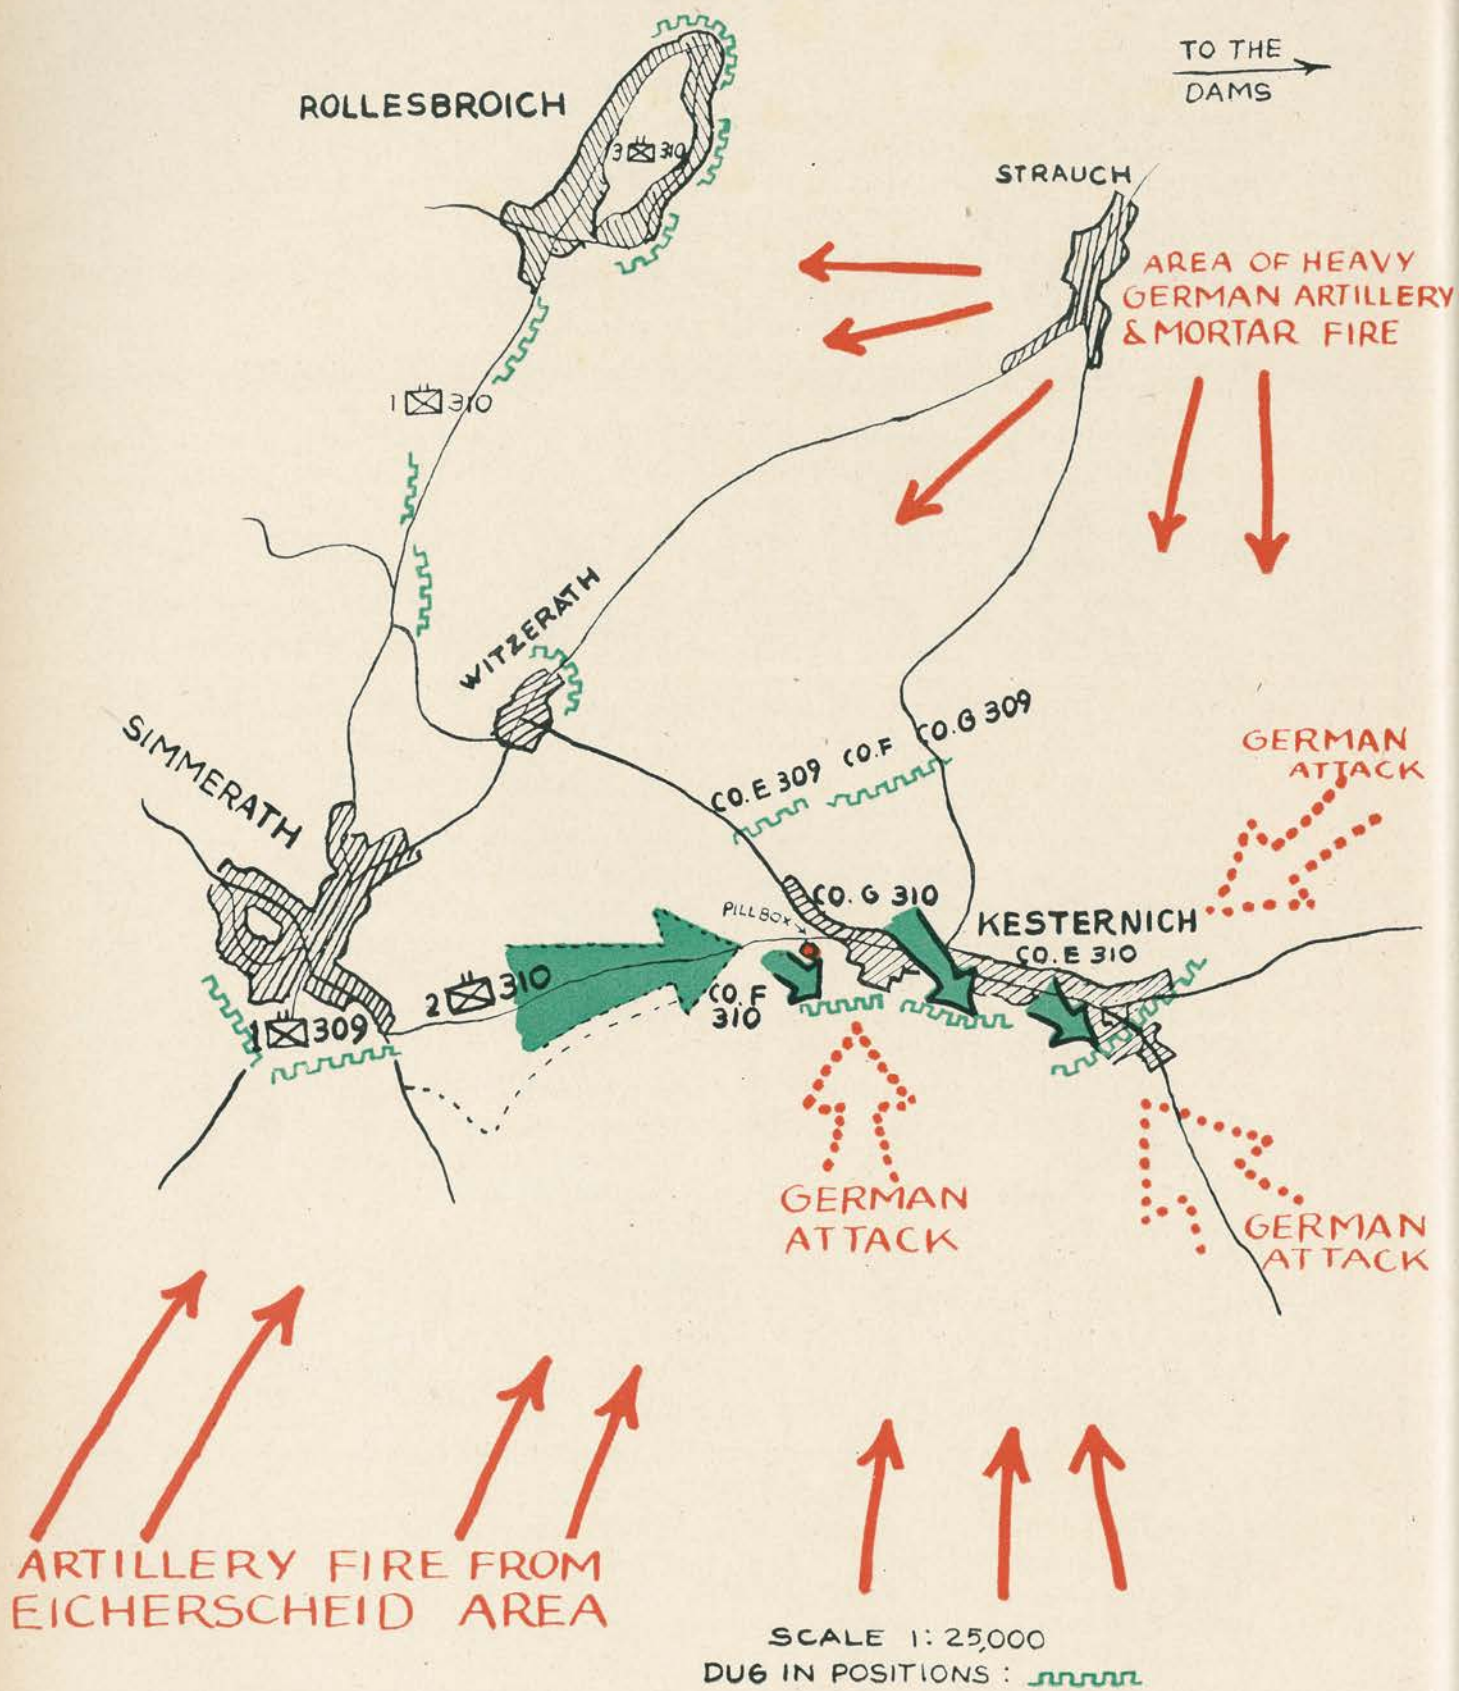 TO THE
DAMS
ROLLESBROICH
3 310
STRAUCH
AREA OF HEAVY
GERMAN ARTILLERY
& MORTAR FIRE
1 310
WITZERATH
SIMMERATH
CO. E 309 CO. F CO. G 309
GERMAN
ATTACK
CO. G 310
PILLBOX
KESTERNICH
CO. E 310
2 310
CO. F
310
1 309
GERMAN
ATTACK
GERMAN
ATTACK
ARTILLERY FIRE FROM
EICHERSCHEID AREA
SCALE 1:25,000
DUG IN POSITIONS :